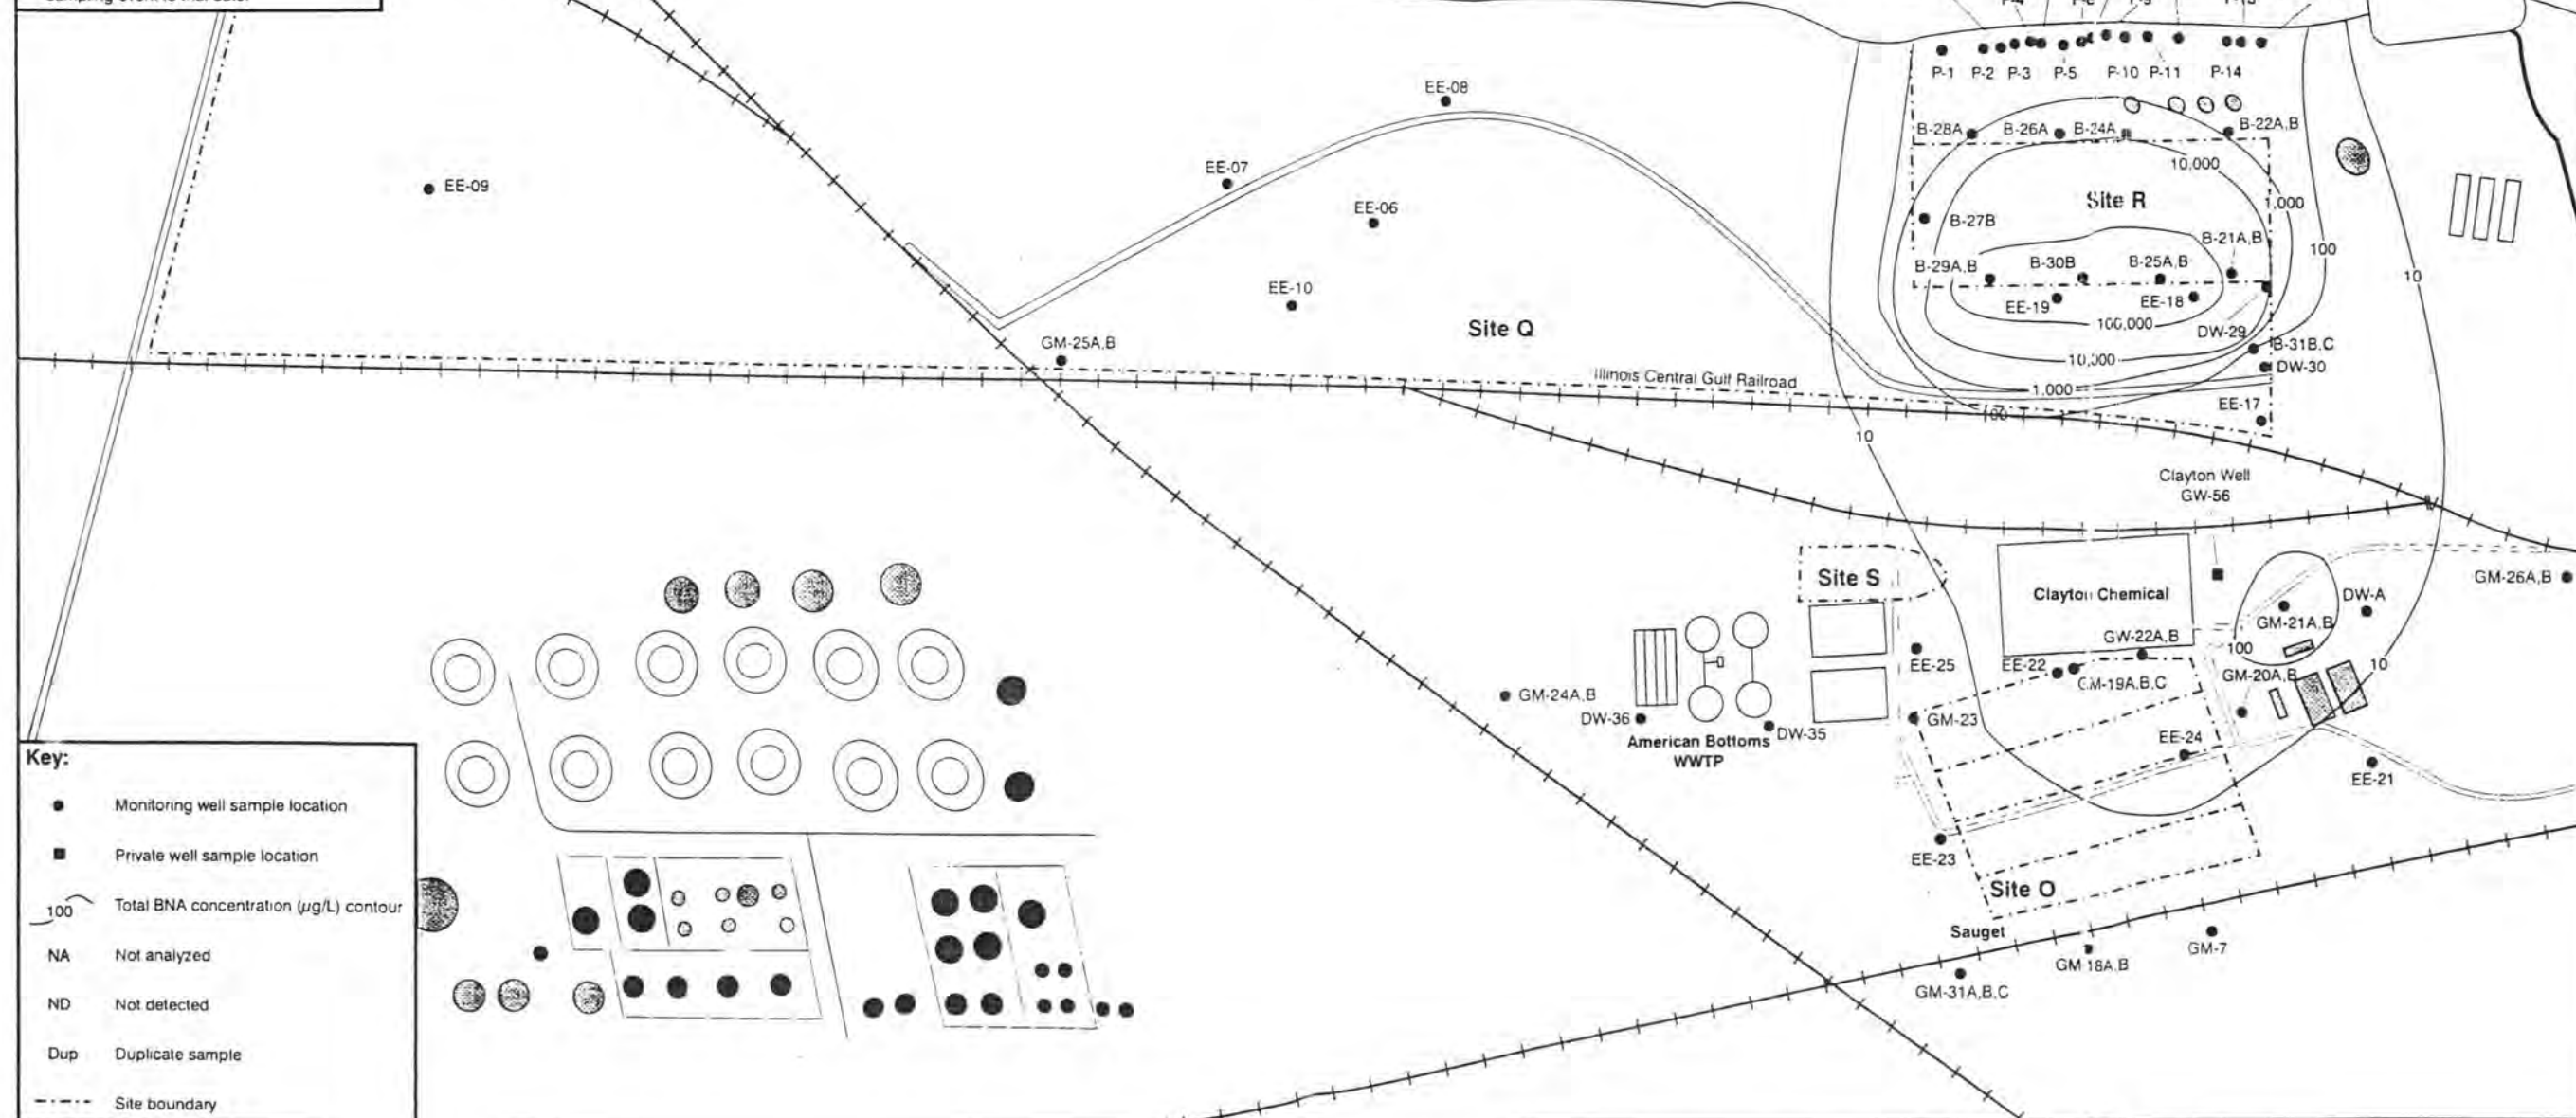 P-1 P-2 P-3 P-5 P-10 P-11 P-14
EE-08
B-28A B-26A B-24A B-22A,B
10,000
EE-09
EE-07
EE-06
Site R
1,000
B-27B
B-21A,B
100
10
B-29A,B B-30B B-25A,B
EE-10
EE-19 EE-18
Site Q
100,000
DW-29
GM-25A,B
B-31B,C
10,000
DW-30
Illinois Central Gulf Railroad
1,000
EE-17
100
10
Clayton Well
GW-56
Site S
Clayton Chemical
GM-26A,B
DW-A
GM-21A,B
GW-22A,B
100
EE-25
EE-22
10
GM-19A,B,C
GM-20A,B
GM-24A,B
DW-36
GM-23
DW-35
American Bottoms
WWTP
EE-24
EE-21
EE-23
Site O
Sauget
GM-7
GM-18A,B
GM-31A,B,C
Key:
Monitoring well sample location
Private well sample location
100 Total BNA concentration (µg/L) contour
NA Not analyzed
ND Not detected
Dup Duplicate sample
Site boundary